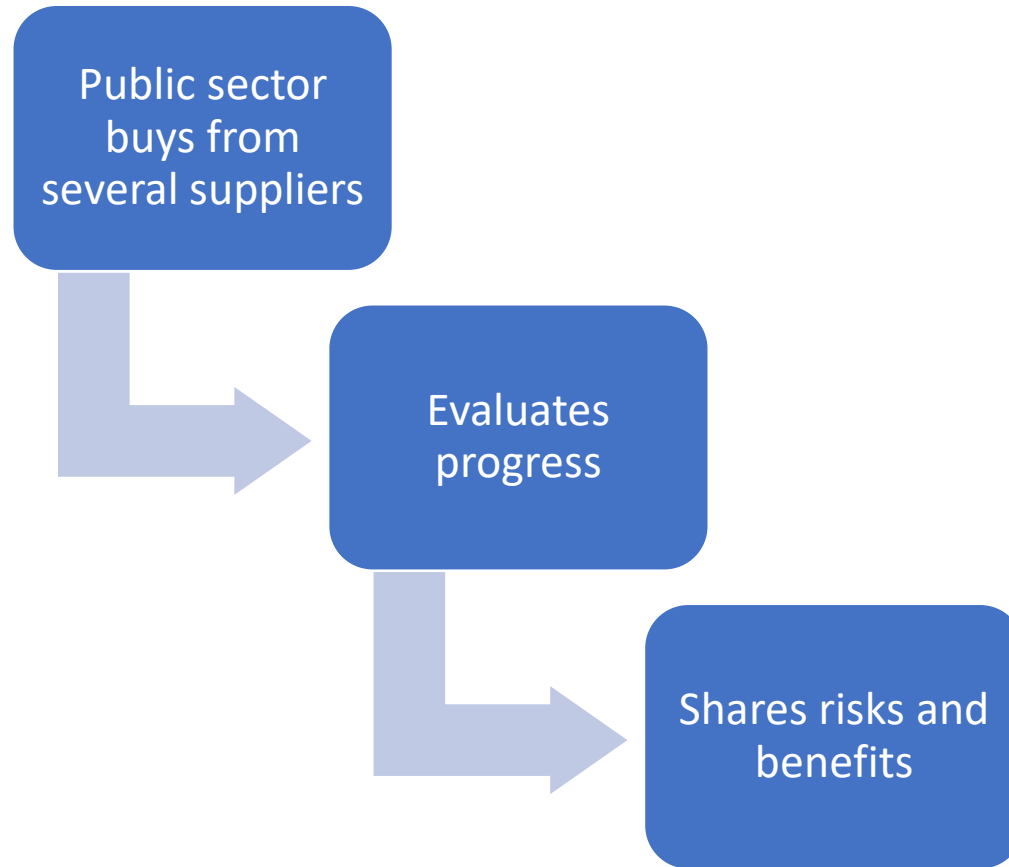 Public sector
buys from
several suppliers
Evaluates
progress
Shares risks and
benefits